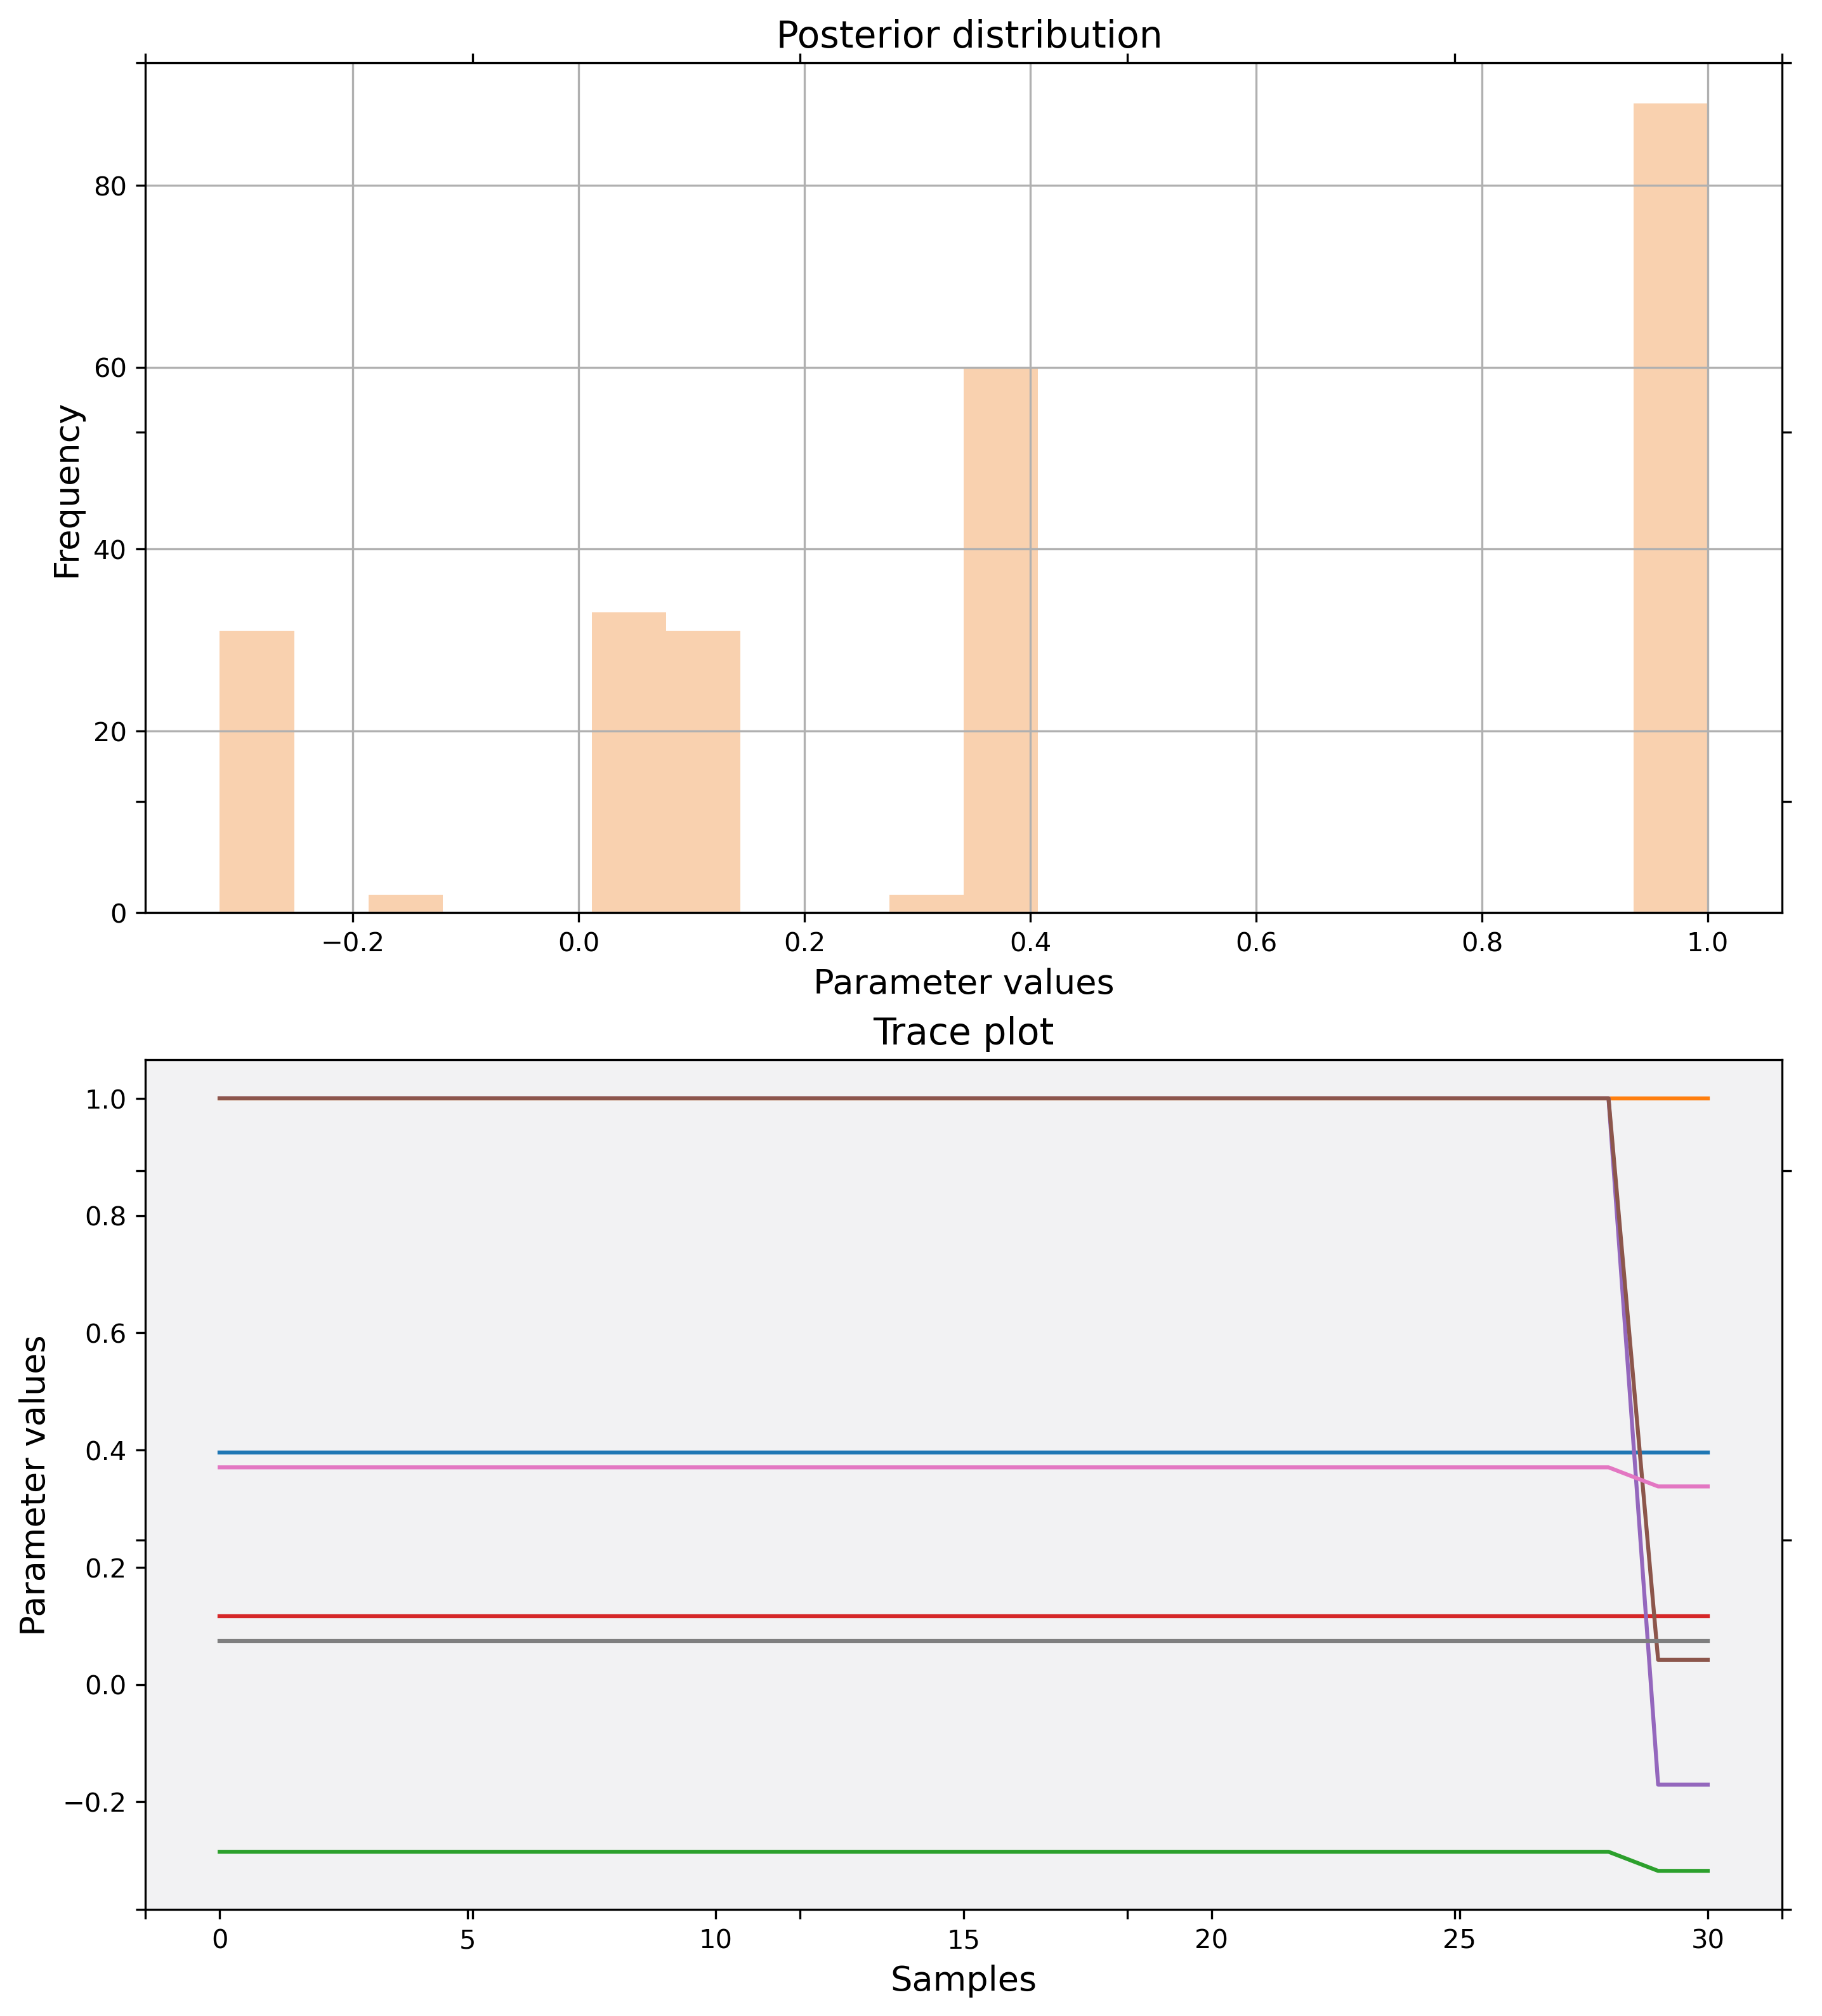 Posterior distribution
80
60
40
20
0
Frequency
−0.2 0.0 0.2 0.4 0.6 0.8 1.0
Parameter values
Trace plot
1.0
0.8
0.6
0.4
0.2
0.0
−0.2
Parameter values
0 5 10 15 20 25 30
Samples